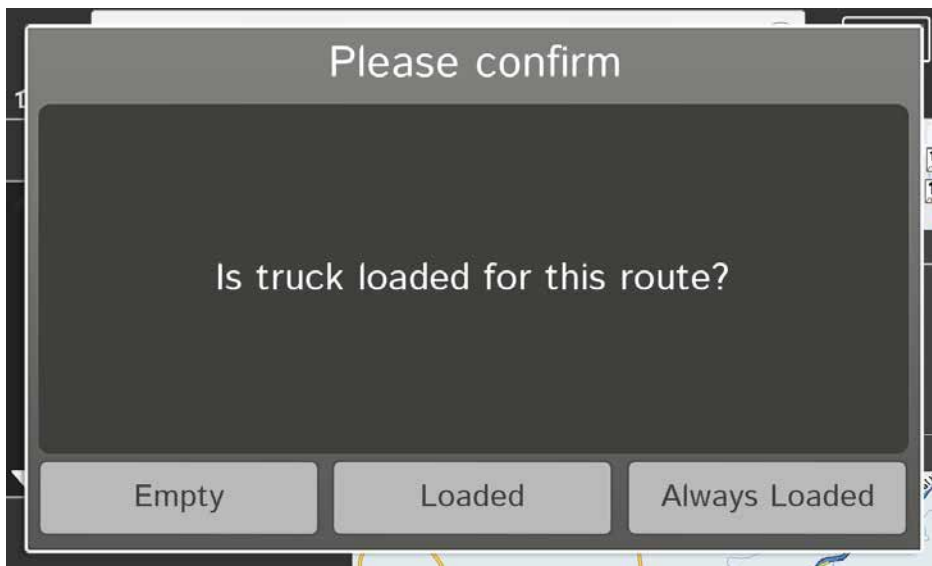 Please confirm
Is truck loaded for this route?
Empty
Loaded
Always Loaded